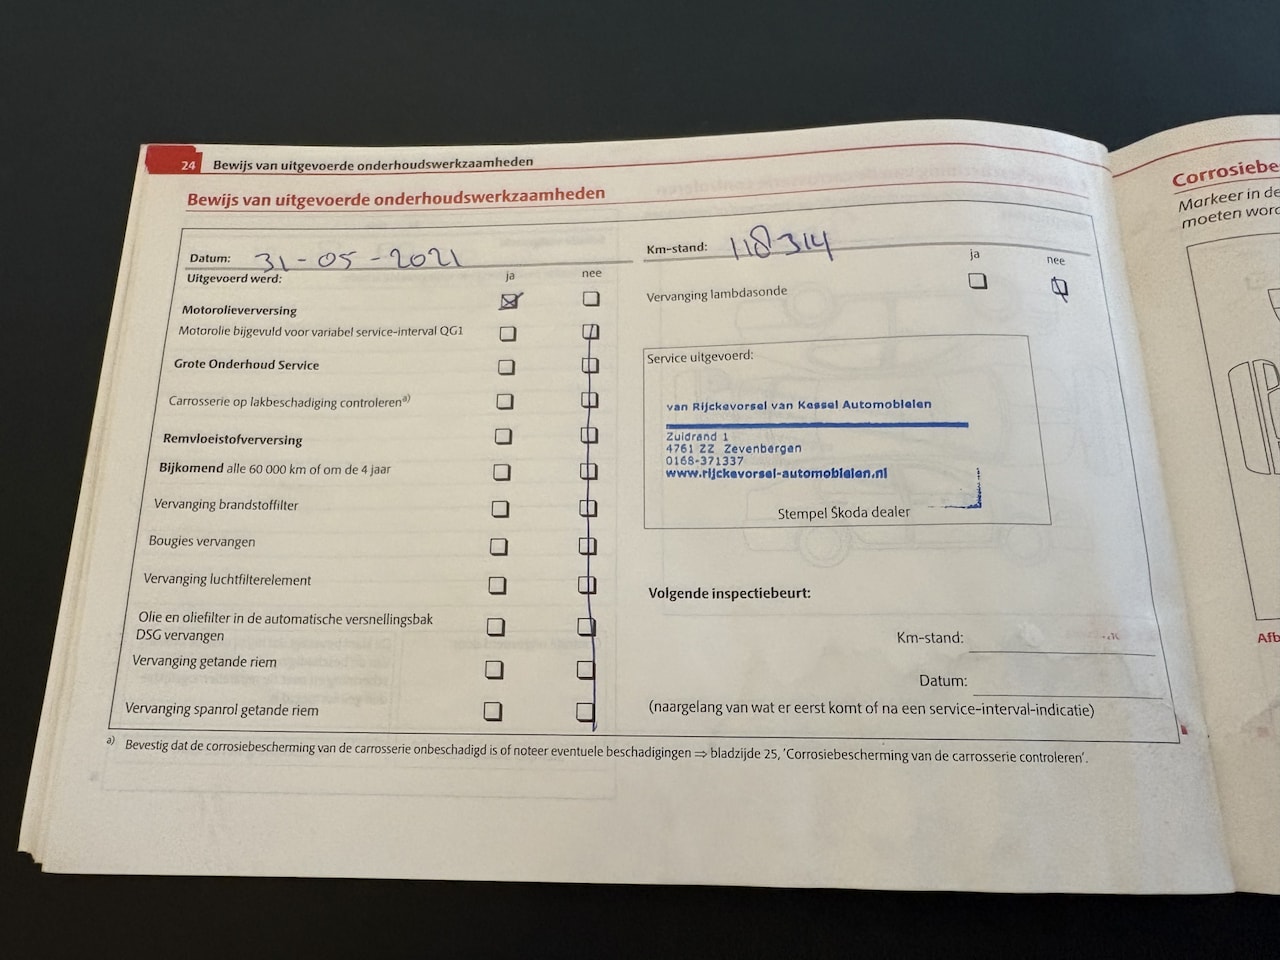 24 Bewijs van uitgevoerde onderhoudswerkzaamheden
Bewijs van uitgevoerde onderhoudswerkzaamheden
Datum: 31-05-2021
Uitgevoerd werd: ja nee
Motorolieverversing
Motorolie bijgevuld voor variabel service-interval QG1
Grote Onderhoud Service
Carrosserie op lakbeschadiging controleren a)
Remvloeistofverversing
Bijkomend alle 60 000 km of om de 4 jaar
Vervanging brandstoffilter
Bougies vervangen
Vervanging luchtfilterelement
Olie en oliefilter in de automatische versnellingsbak
DSG vervangen
Vervanging getande riem
Vervanging spanrol getande riem
Km-stand: 118314
ja nee
Vervanging lambdasonde
Service uitgevoerd:
van Rijckevorsel van Kessel Automobielen
Zuidrand 1
4761 ZZ Zevenbergen
0168-371337
www.rijckevorsel-automobielen.nl
Stempel Škoda dealer
Volgende inspectiebeurt:
Km-stand:
Datum:
(naargelang van wat er eerst komt of na een service-interval-indicatie)
a) Bevestig dat de corrosiebescherming van de carrosserie onbeschadigd is of noteer eventuele beschadigingen ⇒ bladzijde 25, 'Corrosiebescherming van de carrosserie controleren'.
Corrosiebe
Markeer in de
moeten word
Afb